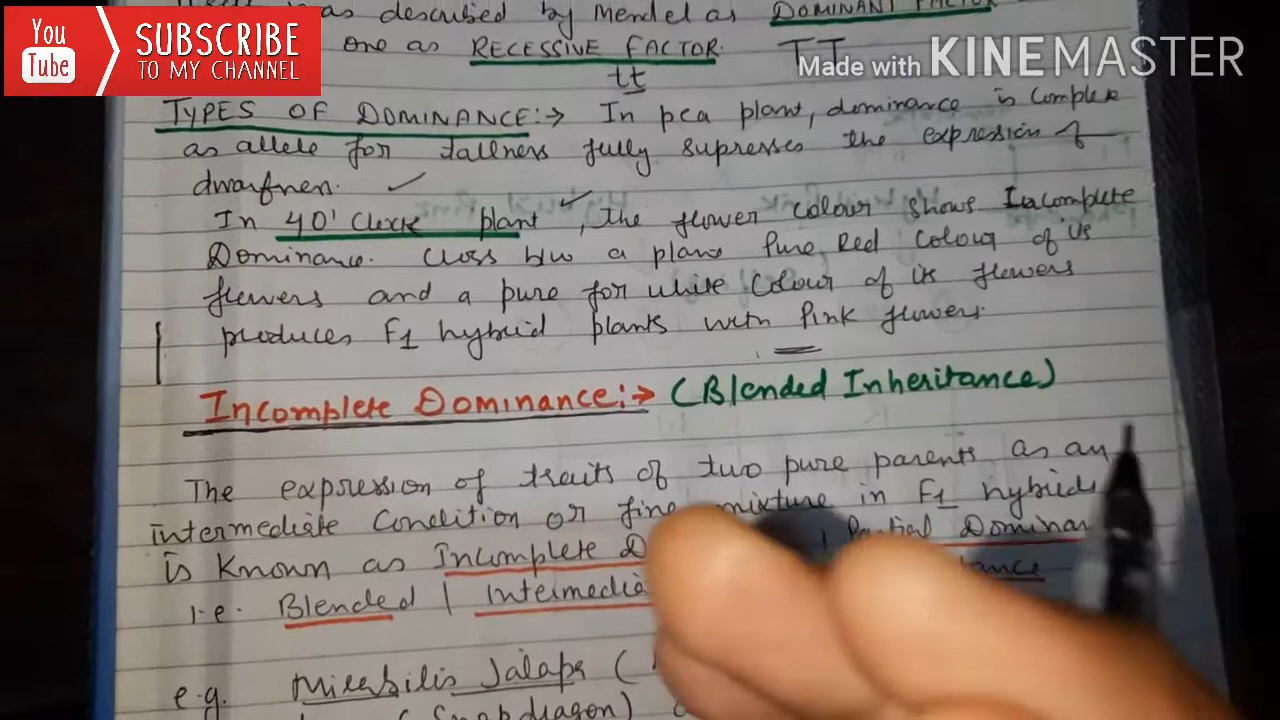 was described by Mendel as DOMINANT FACTOR
one as RECESSIVE FACTOR. TT
tt
You
Tube
SUBSCRIBE
TO MY CHANNEL
Made with KINEMASTER
TYPES OF DOMINANCE:→ In pea plant, dominance is complete
as allele for tallness fully supresses the expression of
dwarfness.
In 4O'Clock plant, the flower colour shows Incomplete
Dominance. Cross b/w a plant Pure Red Colour of its
flowers and a pure for white Colour of its flowers
produces F1 hybrid plants with Pink flowers.
Incomplete Dominance:→ (Blended Inheritance)
The expression of traits of two pure parents as an
intermediate Condition or fine mixture in F1 hybrids
is Known as Incomplete D | Partial Dominan
i.e. Blended | Intermedia tance
e.g. Mirabilis Jalapa (
(Snapdragon)